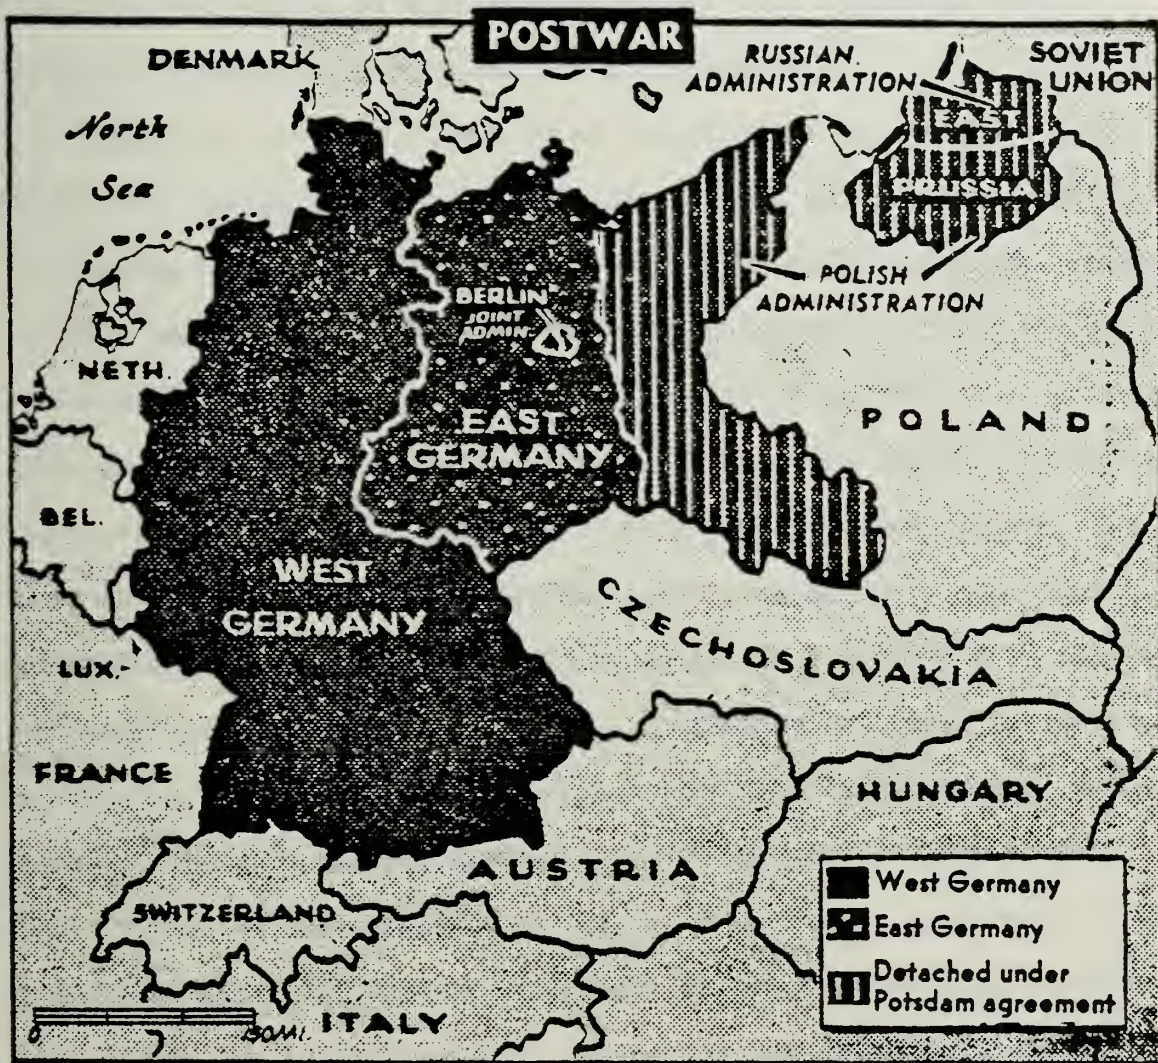 POSTWAR
DENMARK
RUSSIAN.
ADMINISTRATION
SOVIET
UNION
North
Sea
EAST
PRUSSIA
POLISH
ADMINISTRATION
BERLIN
JOINT
ADMIN.
NETH.
EAST
GERMANY
POLAND
BEL.
WEST
GERMANY
CZECHOSLOVAKIA
LUX.
FRANCE
HUNGARY
AUSTRIA
SWITZERLAND
ITALY
0
West Germany
East Germany
Detached under
Potsdam agreement